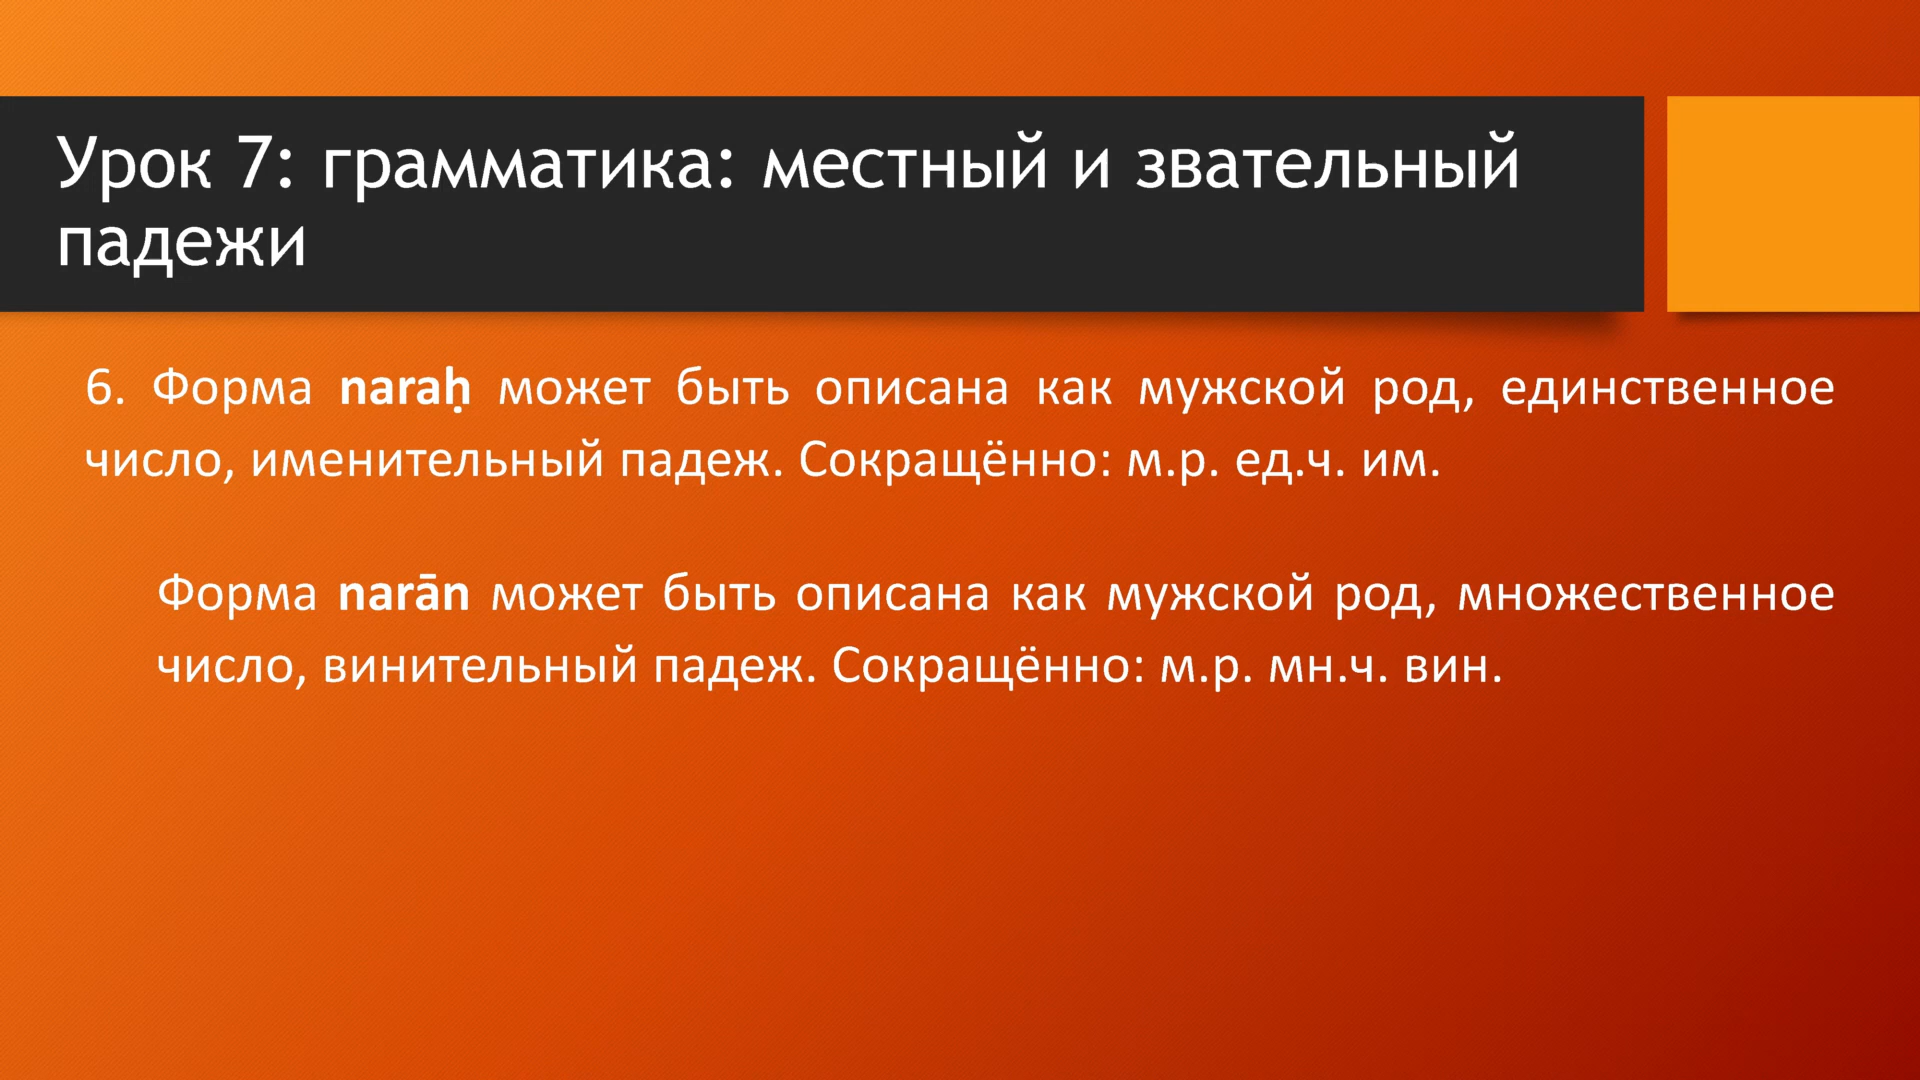 Урок 7: грамматика: местный и звательный
падежи
6. Форма naraḥ может быть описана как мужской род, единственное
число, именительный падеж. Сокращённо: м.р. ед.ч. им.
Форма narān может быть описана как мужской род, множественное
число, винительный падеж. Сокращённо: м.р. мн.ч. вин.